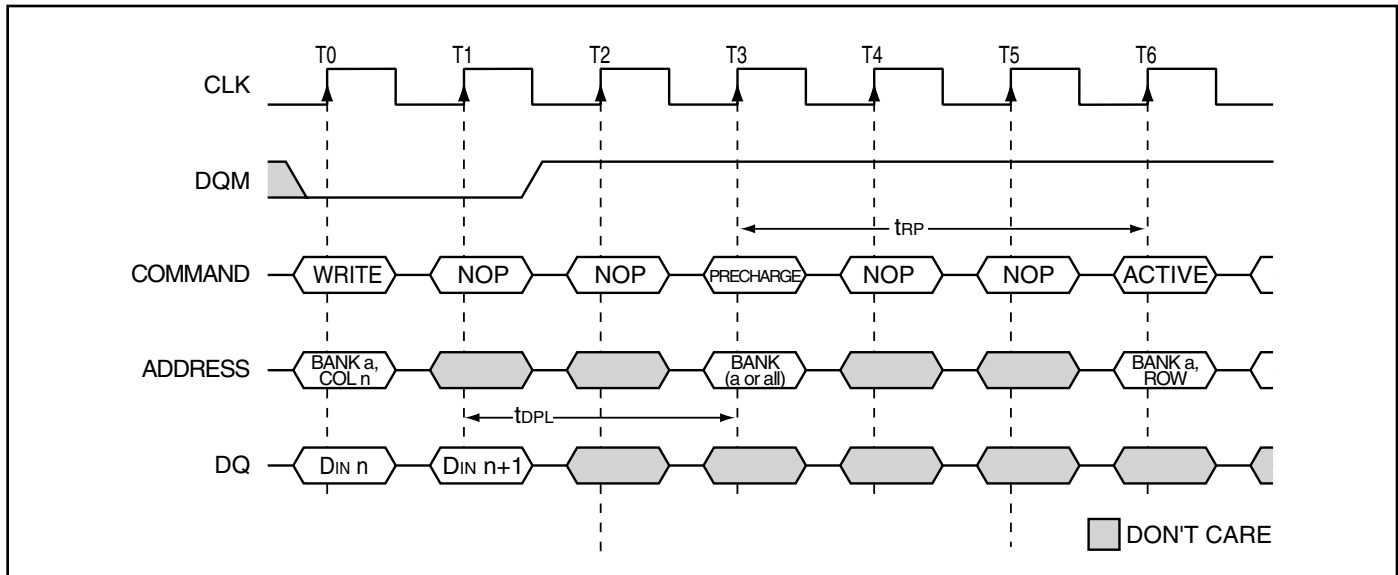 T0 T1 T2 T3 T4 T5 T6
CLK
DQM
tRP
COMMAND WRITE NOP NOP PRECHARGE NOP NOP ACTIVE
ADDRESS BANK a, COL n BANK (a or all) BANK a, ROW
tDPL
DQ DIN n DIN n+1
DON'T CARE